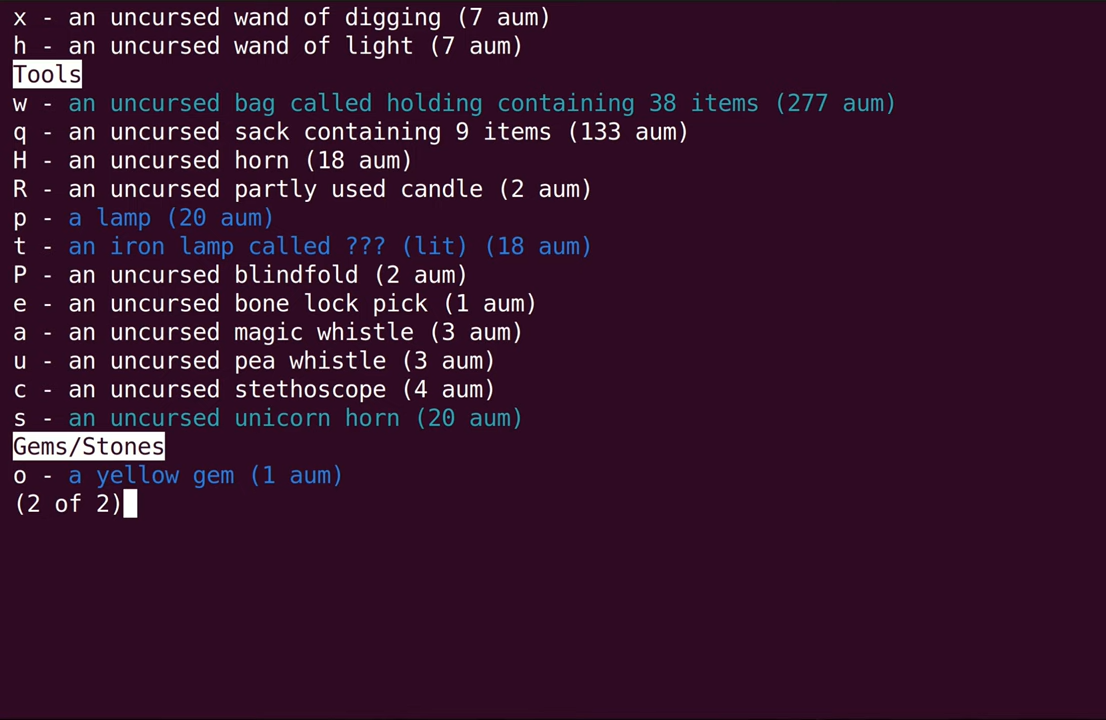 x - an uncursed wand of digging (7 aum)
h - an uncursed wand of light (7 aum)
Tools
w - an uncursed bag called holding containing 38 items (277 aum)
q - an uncursed sack containing 9 items (133 aum)
H - an uncursed horn (18 aum)
R - an uncursed partly used candle (2 aum)
p - a lamp (20 aum)
t - an iron lamp called ??? (lit) (18 aum)
P - an uncursed blindfold (2 aum)
e - an uncursed bone lock pick (1 aum)
a - an uncursed magic whistle (3 aum)
u - an uncursed pea whistle (3 aum)
c - an uncursed stethoscope (4 aum)
s - an uncursed unicorn horn (20 aum)
Gems/Stones
o - a yellow gem (1 aum)
(2 of 2)